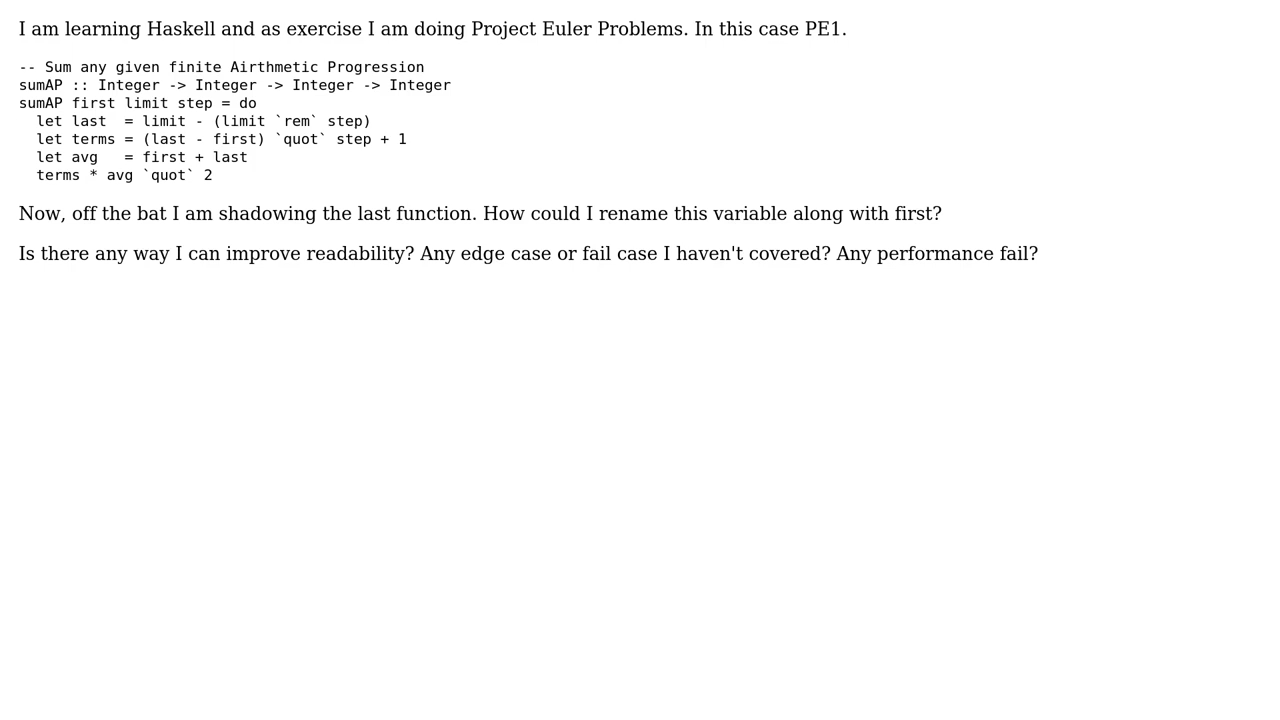 I am learning Haskell and as exercise I am doing Project Euler Problems. In this case PE1.
-- Sum any given finite Airthmetic Progression
sumAP :: Integer -> Integer -> Integer -> Integer
sumAP first limit step = do
  let last  = limit - (limit `rem` step)
  let terms = (last - first) `quot` step + 1
  let avg   = first + last
  terms * avg `quot` 2
Now, off the bat I am shadowing the last function. How could I rename this variable along with first?
Is there any way I can improve readability? Any edge case or fail case I haven't covered? Any performance fail?